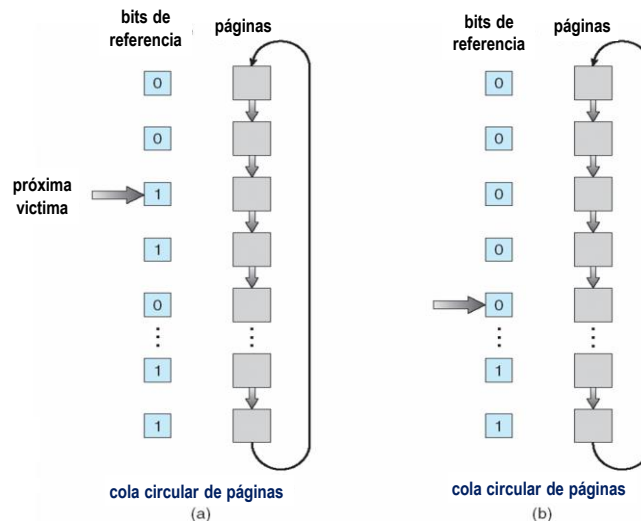 bits de
referencia
páginas
0
0
próxima
victima
1
1
0
1
1
cola circular de páginas
(a)
bits de
referencia
páginas
0
0
0
0
0
1
1
cola circular de páginas
(b)